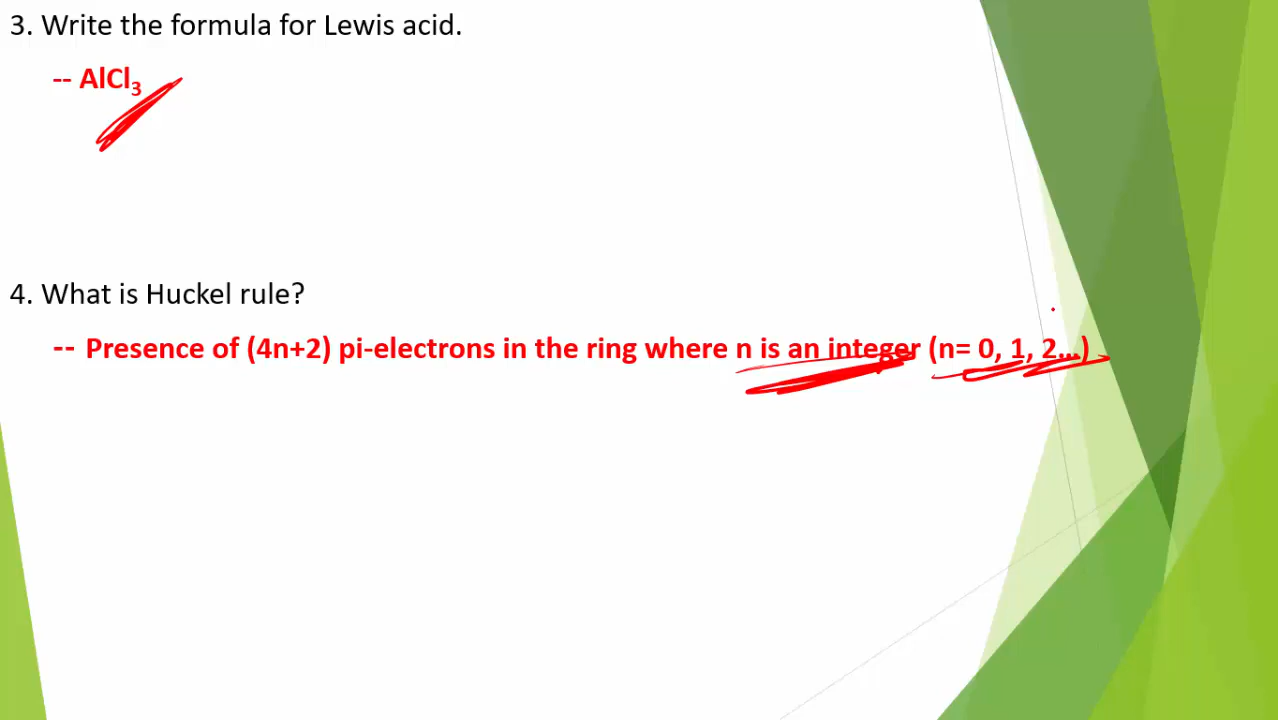 3. Write the formula for Lewis acid.
-- AlCl₃
4. What is Huckel rule?
-- Presence of (4n+2) pi-electrons in the ring where n is an integer (n= 0, 1, 2...)